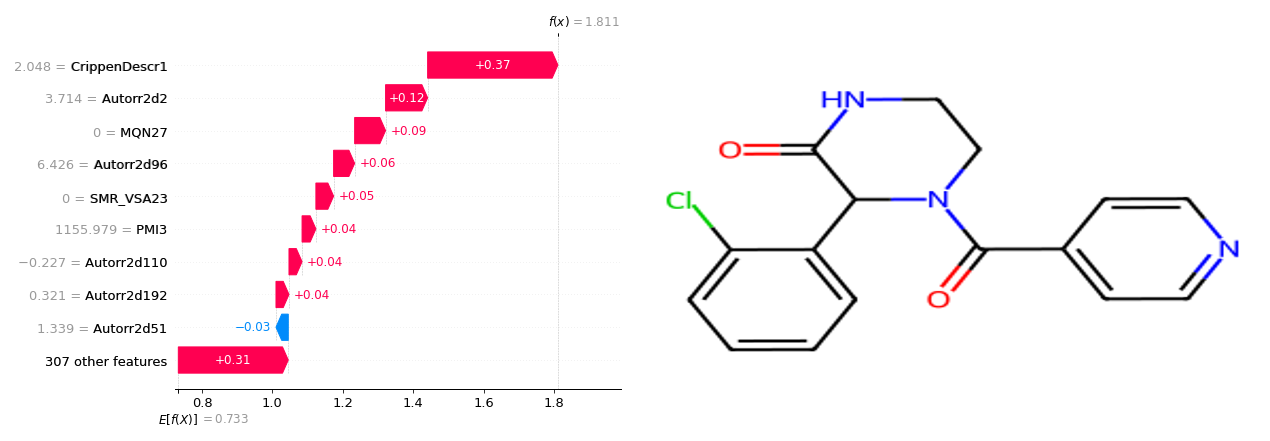 f(x) = 1.811
2.048 = CrippenDescr1
+0.37
3.714 = Autorr2d2
+0.12
0 = MQN27
+0.09
6.426 = Autorr2d96
+0.06
0 = SMR_VSA23
+0.05
1155.979 = PMI3
+0.04
−0.227 = Autorr2d110
+0.04
0.321 = Autorr2d192
+0.04
1.339 = Autorr2d51
−0.03
307 other features
+0.31
0.8 1.0 1.2 1.4 1.6 1.8
E[f(X)] = 0.733
HN
O
Cl
N
N
O